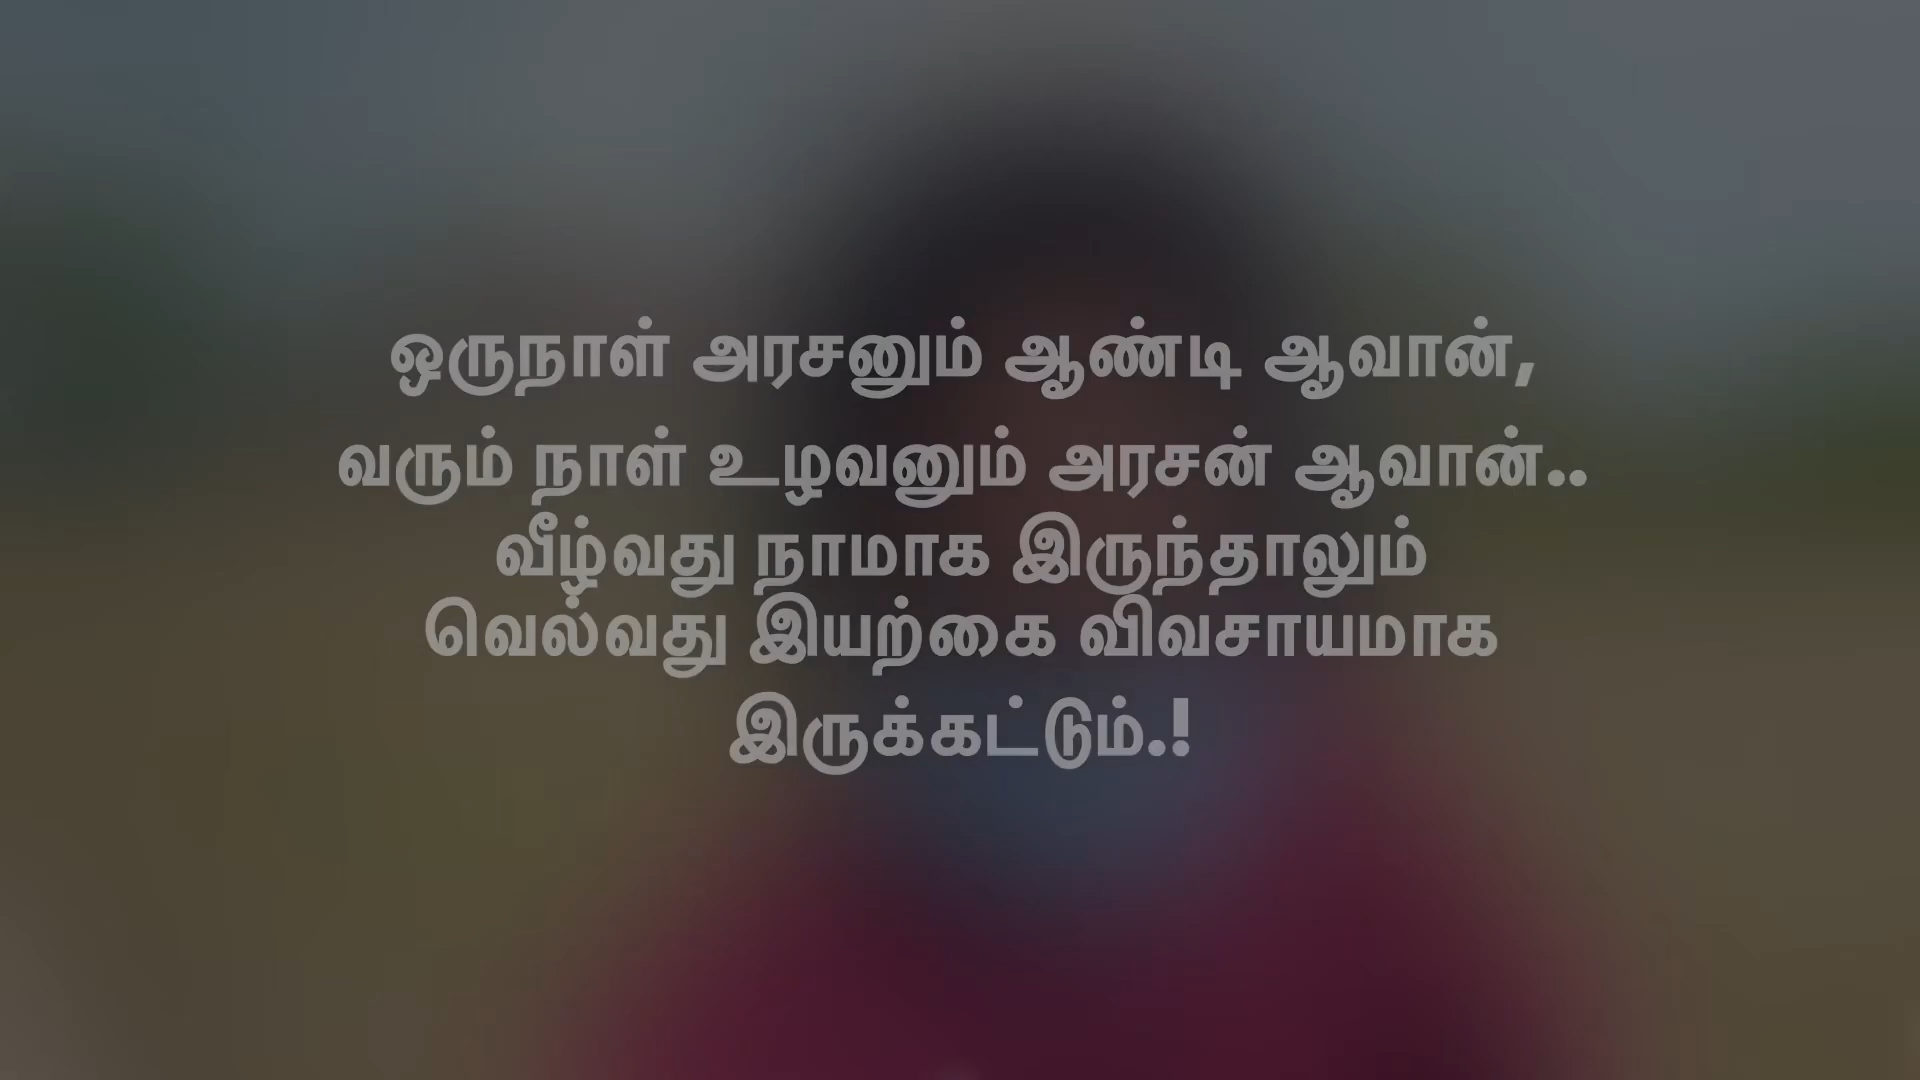 ஒருநாள் அரசனும் ஆண்டி ஆவான்,
வரும் நாள் உழவனும் அரசன் ஆவான்..
வீழ்வது நாமாக இருந்தாலும்
வெல்வது இயற்கை விவசாயமாக
இருக்கட்டும்.!